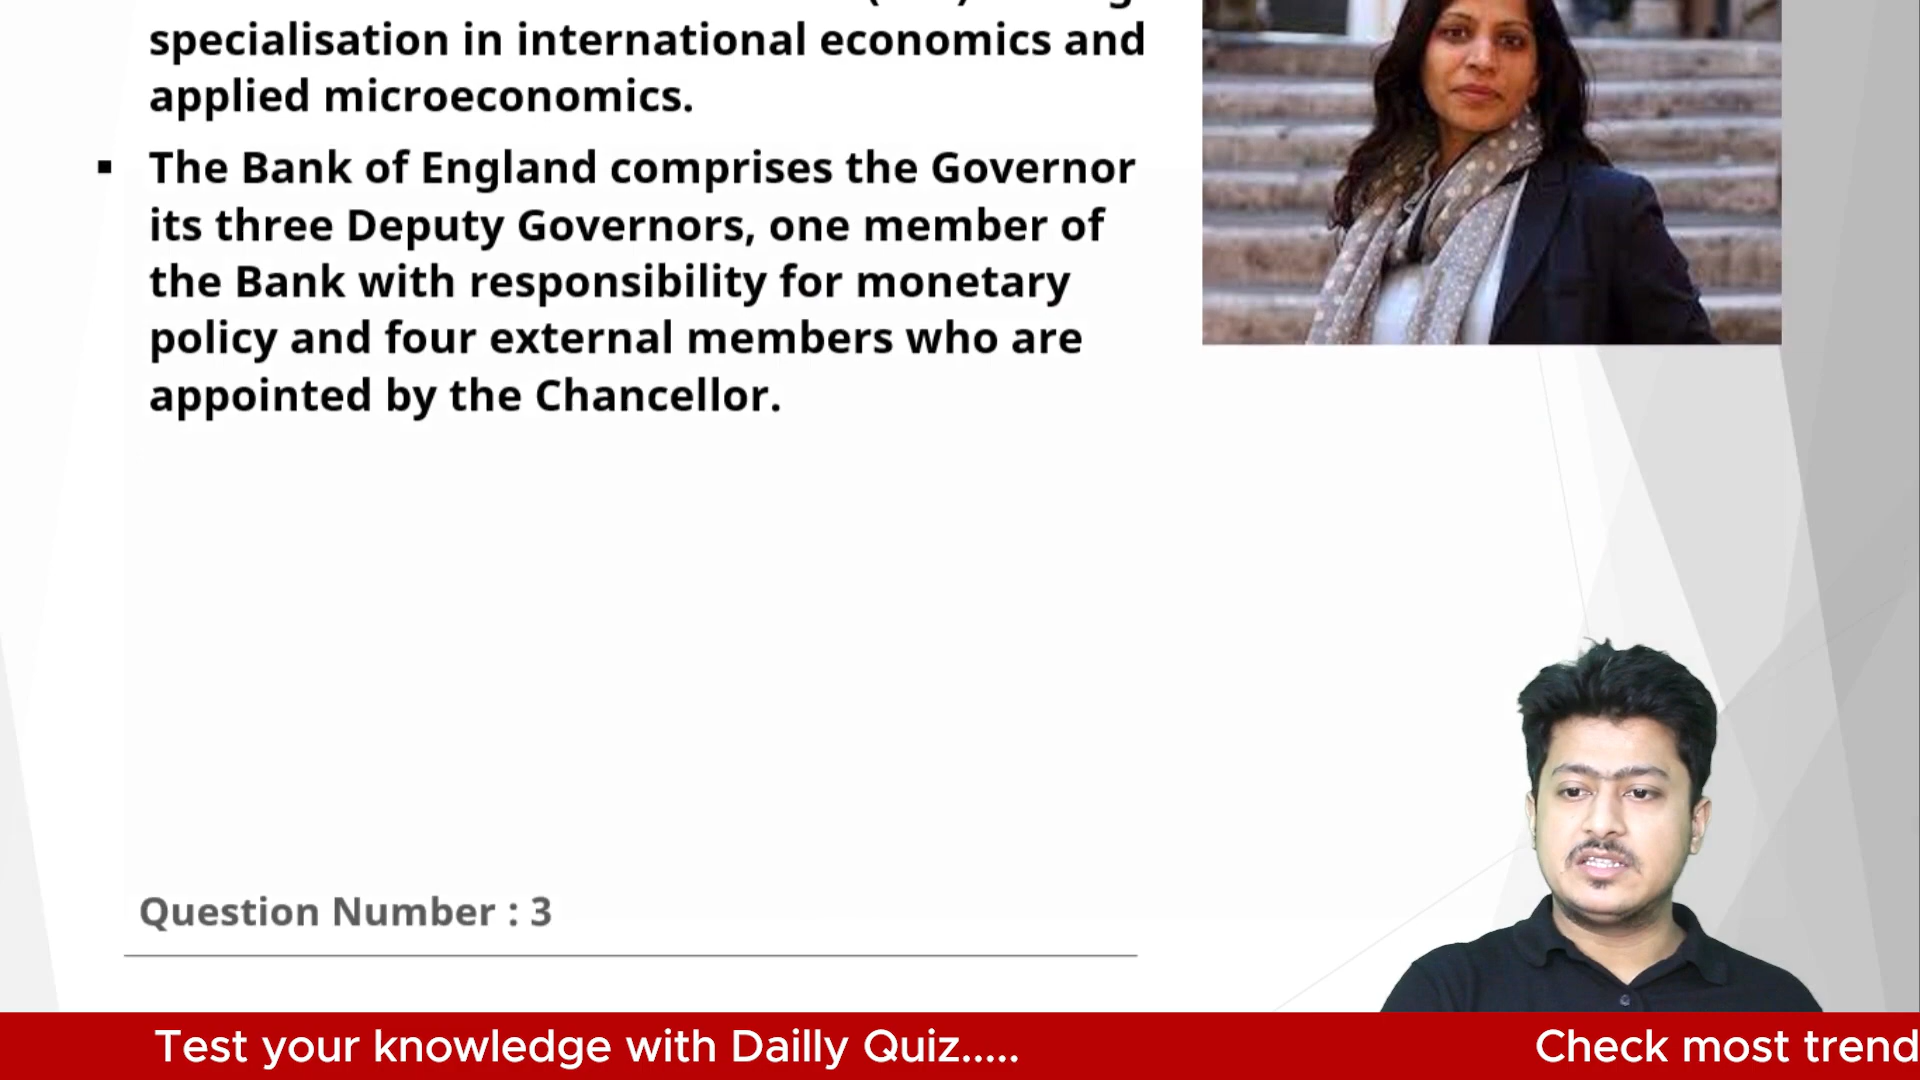 specialisation in international economics and
applied microeconomics.
▪ The Bank of England comprises the Governor
its three Deputy Governors, one member of
the Bank with responsibility for monetary
policy and four external members who are
appointed by the Chancellor.
Question Number : 3
Test your knowledge with Dailly Quiz..... Check most trend